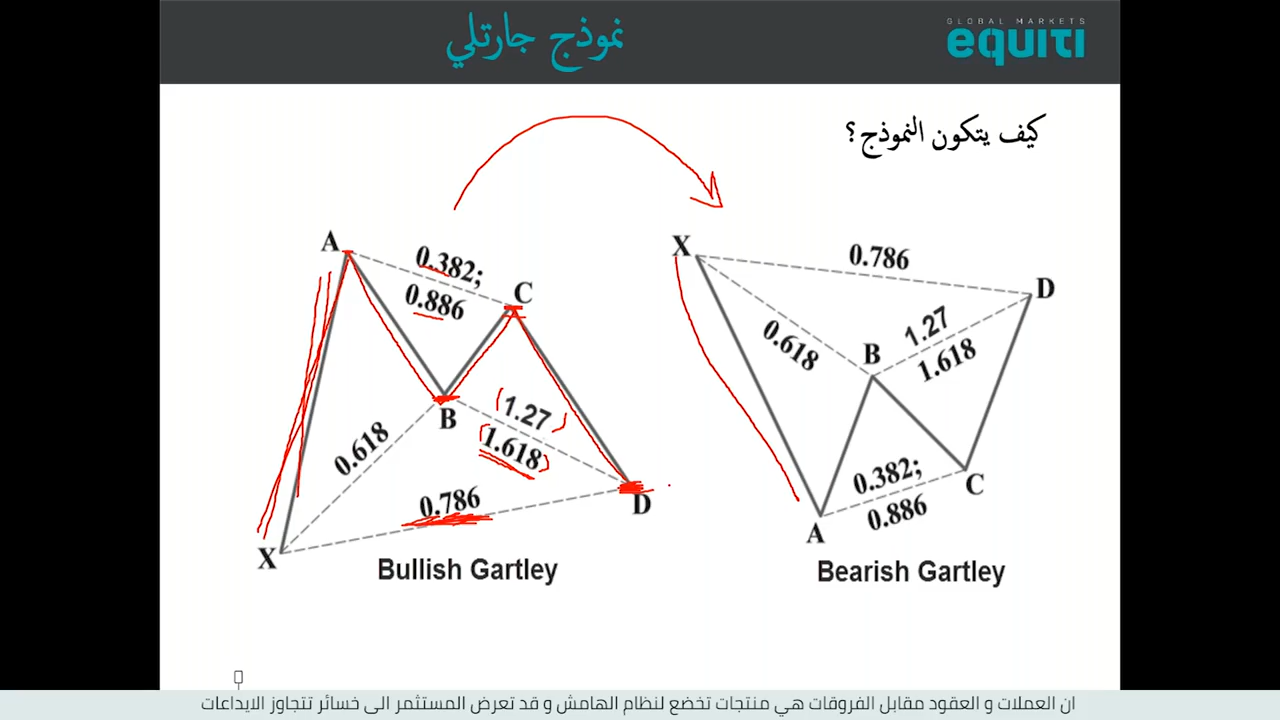 نموذج جارتلي
GLOBAL MARKETS
equiti
كيف يتكون النموذج؟
A
0.382;
0.886
C
B
0.618
1.27
1.618
0.786
D
X
Bullish Gartley
X
0.786
D
0.618
B
1.27
1.618
0.382;
0.886
C
A
Bearish Gartley
ان العملات و العقود مقابل الفروقات هي منتجات تخضع لنظام الهامش و قد تعرض المستثمر الى خسائر تتجاوز الايداعات